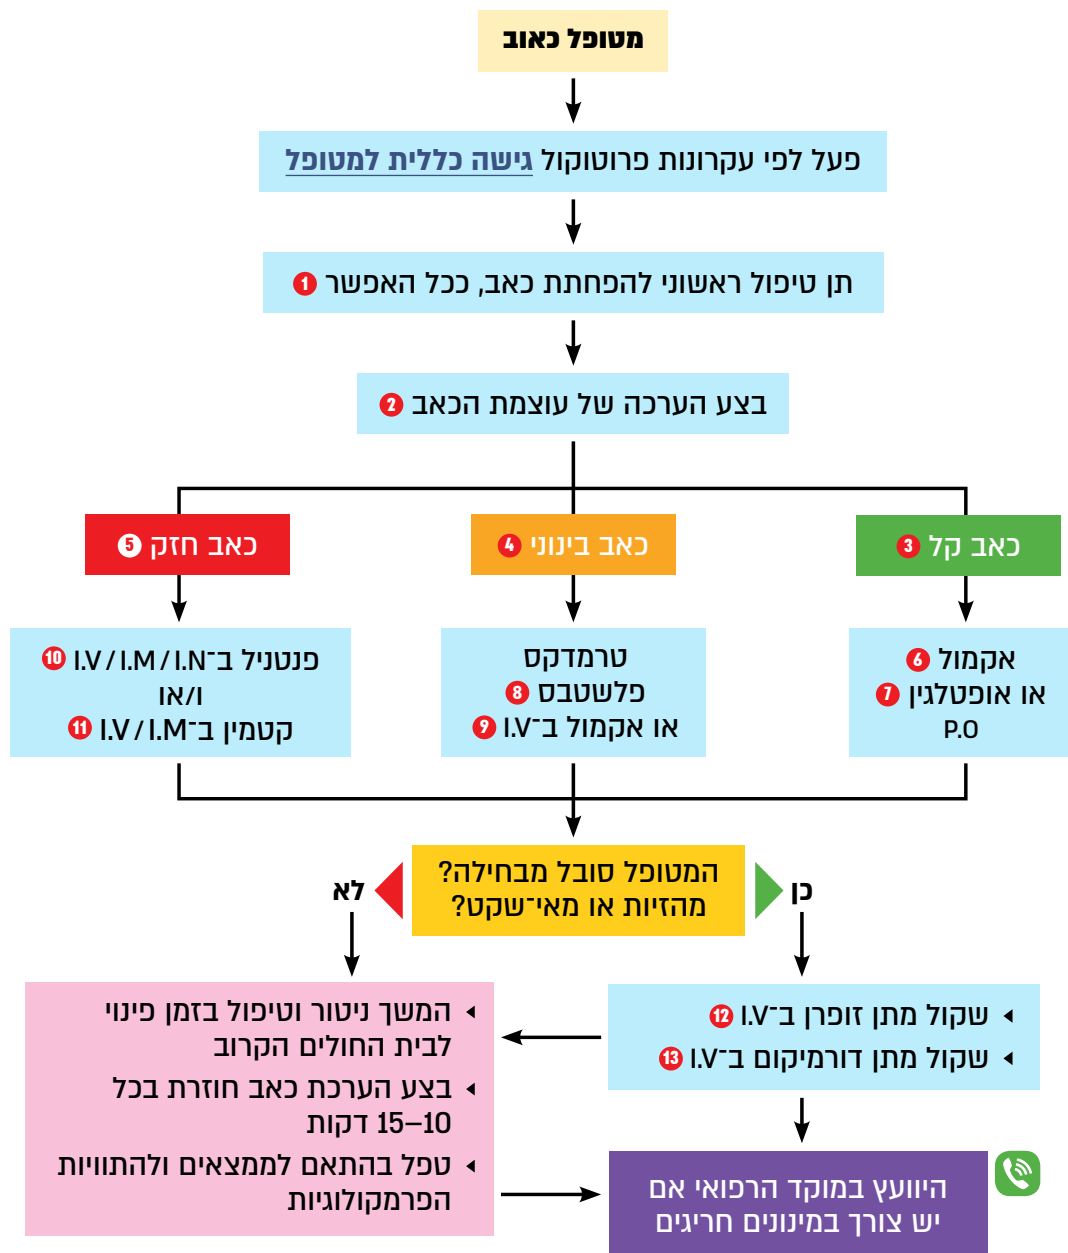 מטופל כאוב
פעל לפי עקרונות פרוטוקול גישה כללית למטופל
תן טיפול ראשוני להפחתת כאב, ככל האפשר 1
בצע הערכה של עוצמת הכאב 2
כאב קל 3
כאב בינוני 4
כאב חזק 5
אקמול 6
או אופטלגין 7
P.O
טרמדקס
פלשטבס 8
או אקמול ב־I.V 9
פנטניל ב־I.V/I.M/I.N 10
ו/או
קטמין ב־I.V/I.M 11
המטופל סובל מבחילה?
מהזיות או מאי־שקט?
כן
לא
שקול מתן זופרן ב־I.V 12
שקול מתן דורמיקום ב־I.V 13
המשך ניטור וטיפול בזמן פינוי
לבית החולים הקרוב
בצע הערכת כאב חוזרת בכל
10–15 דקות
טפל בהתאם לממצאים ולהתוויות
הפרמקולוגיות
היוועץ במוקד הרפואי אם
יש צורך במינונים חריגים